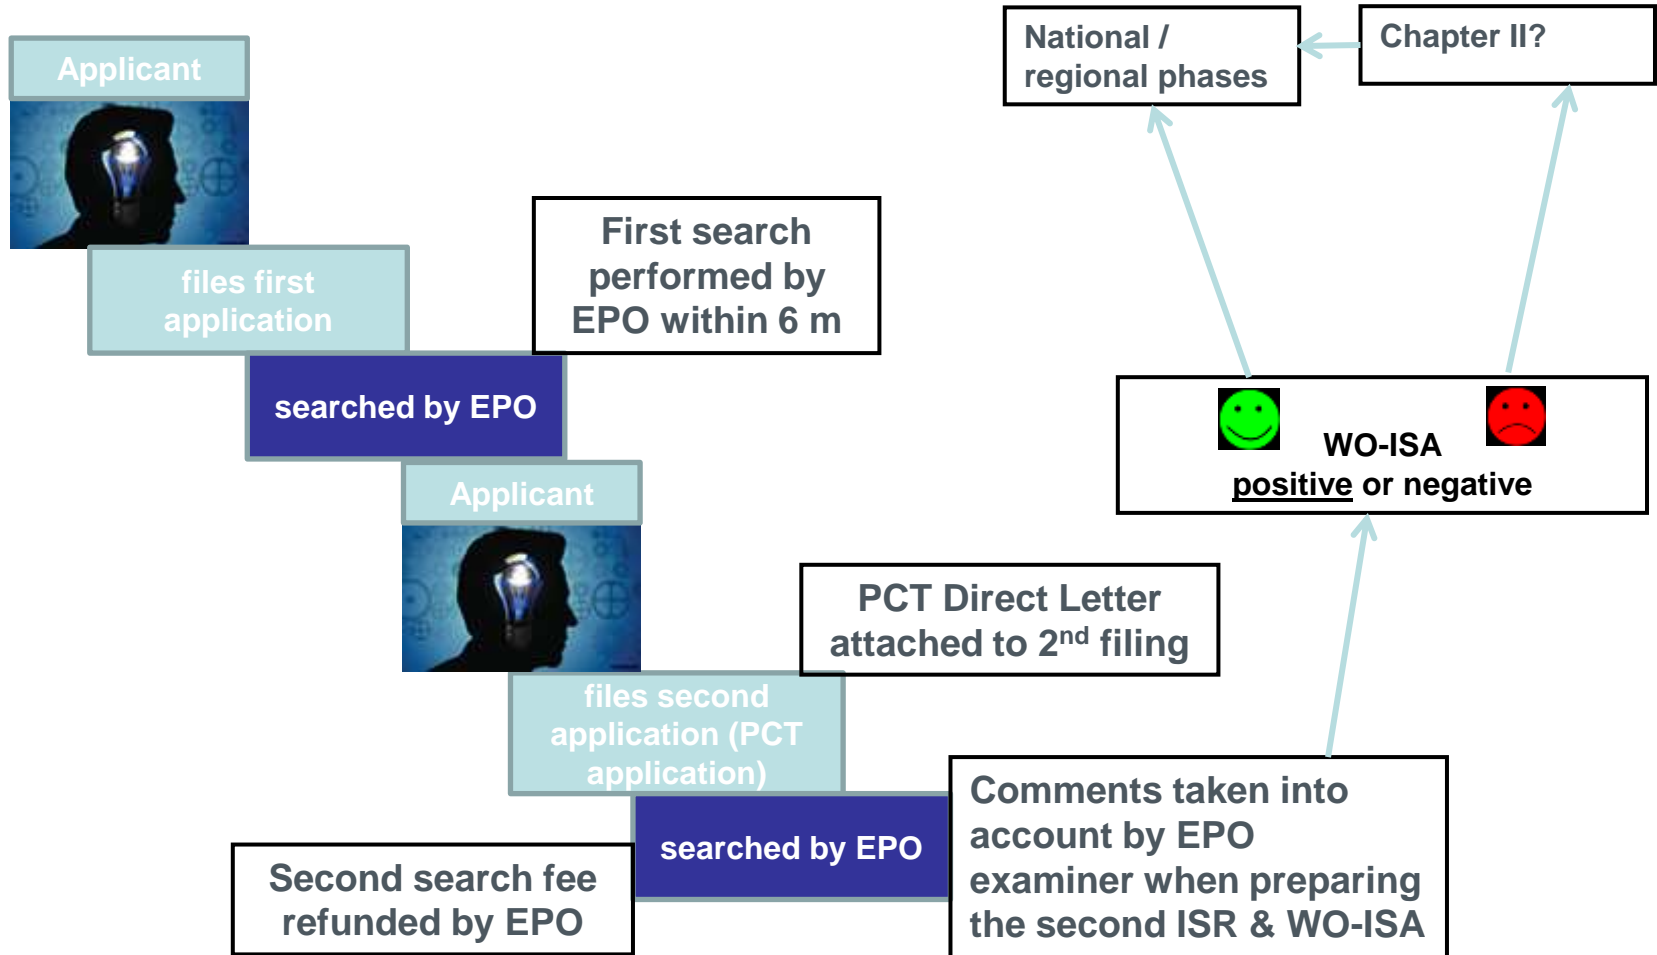 Applicant
files first
application
First search
performed by
EPO within 6 m
searched by EPO
Applicant
PCT Direct Letter
attached to 2nd filing
files second
application (PCT
application)
searched by EPO
Second search fee
refunded by EPO
Comments taken into
account by EPO
examiner when preparing
the second ISR & WO-ISA
WO-ISA
positive or negative
National /
regional phases
Chapter II?